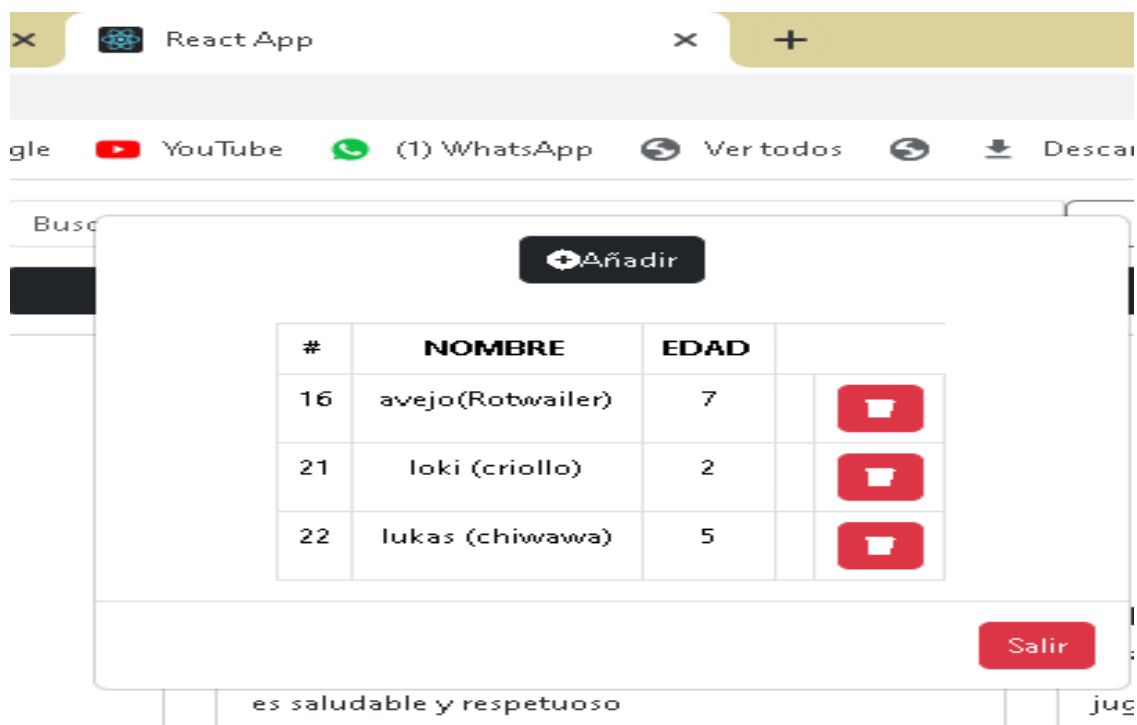 React App
gle YouTube (1) WhatsApp Ver todos Descar
Busc
Añadir
# NOMBRE EDAD
16 avejo(Rotwailer) 7
21 loki (criollo) 2
22 lukas (chiwawa) 5
Salir
es saludable y respetuoso jug